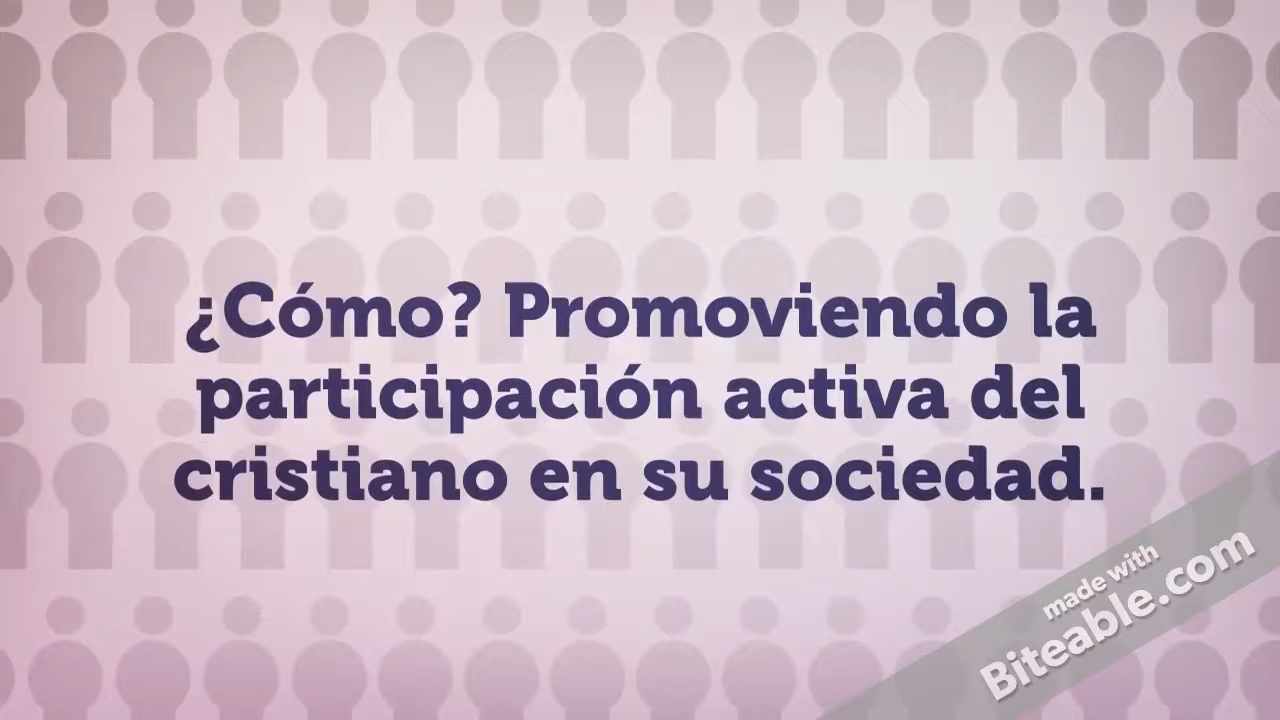 ¿Cómo? Promoviendo la
participación activa del
cristiano en su sociedad.
made with
Biteable.com